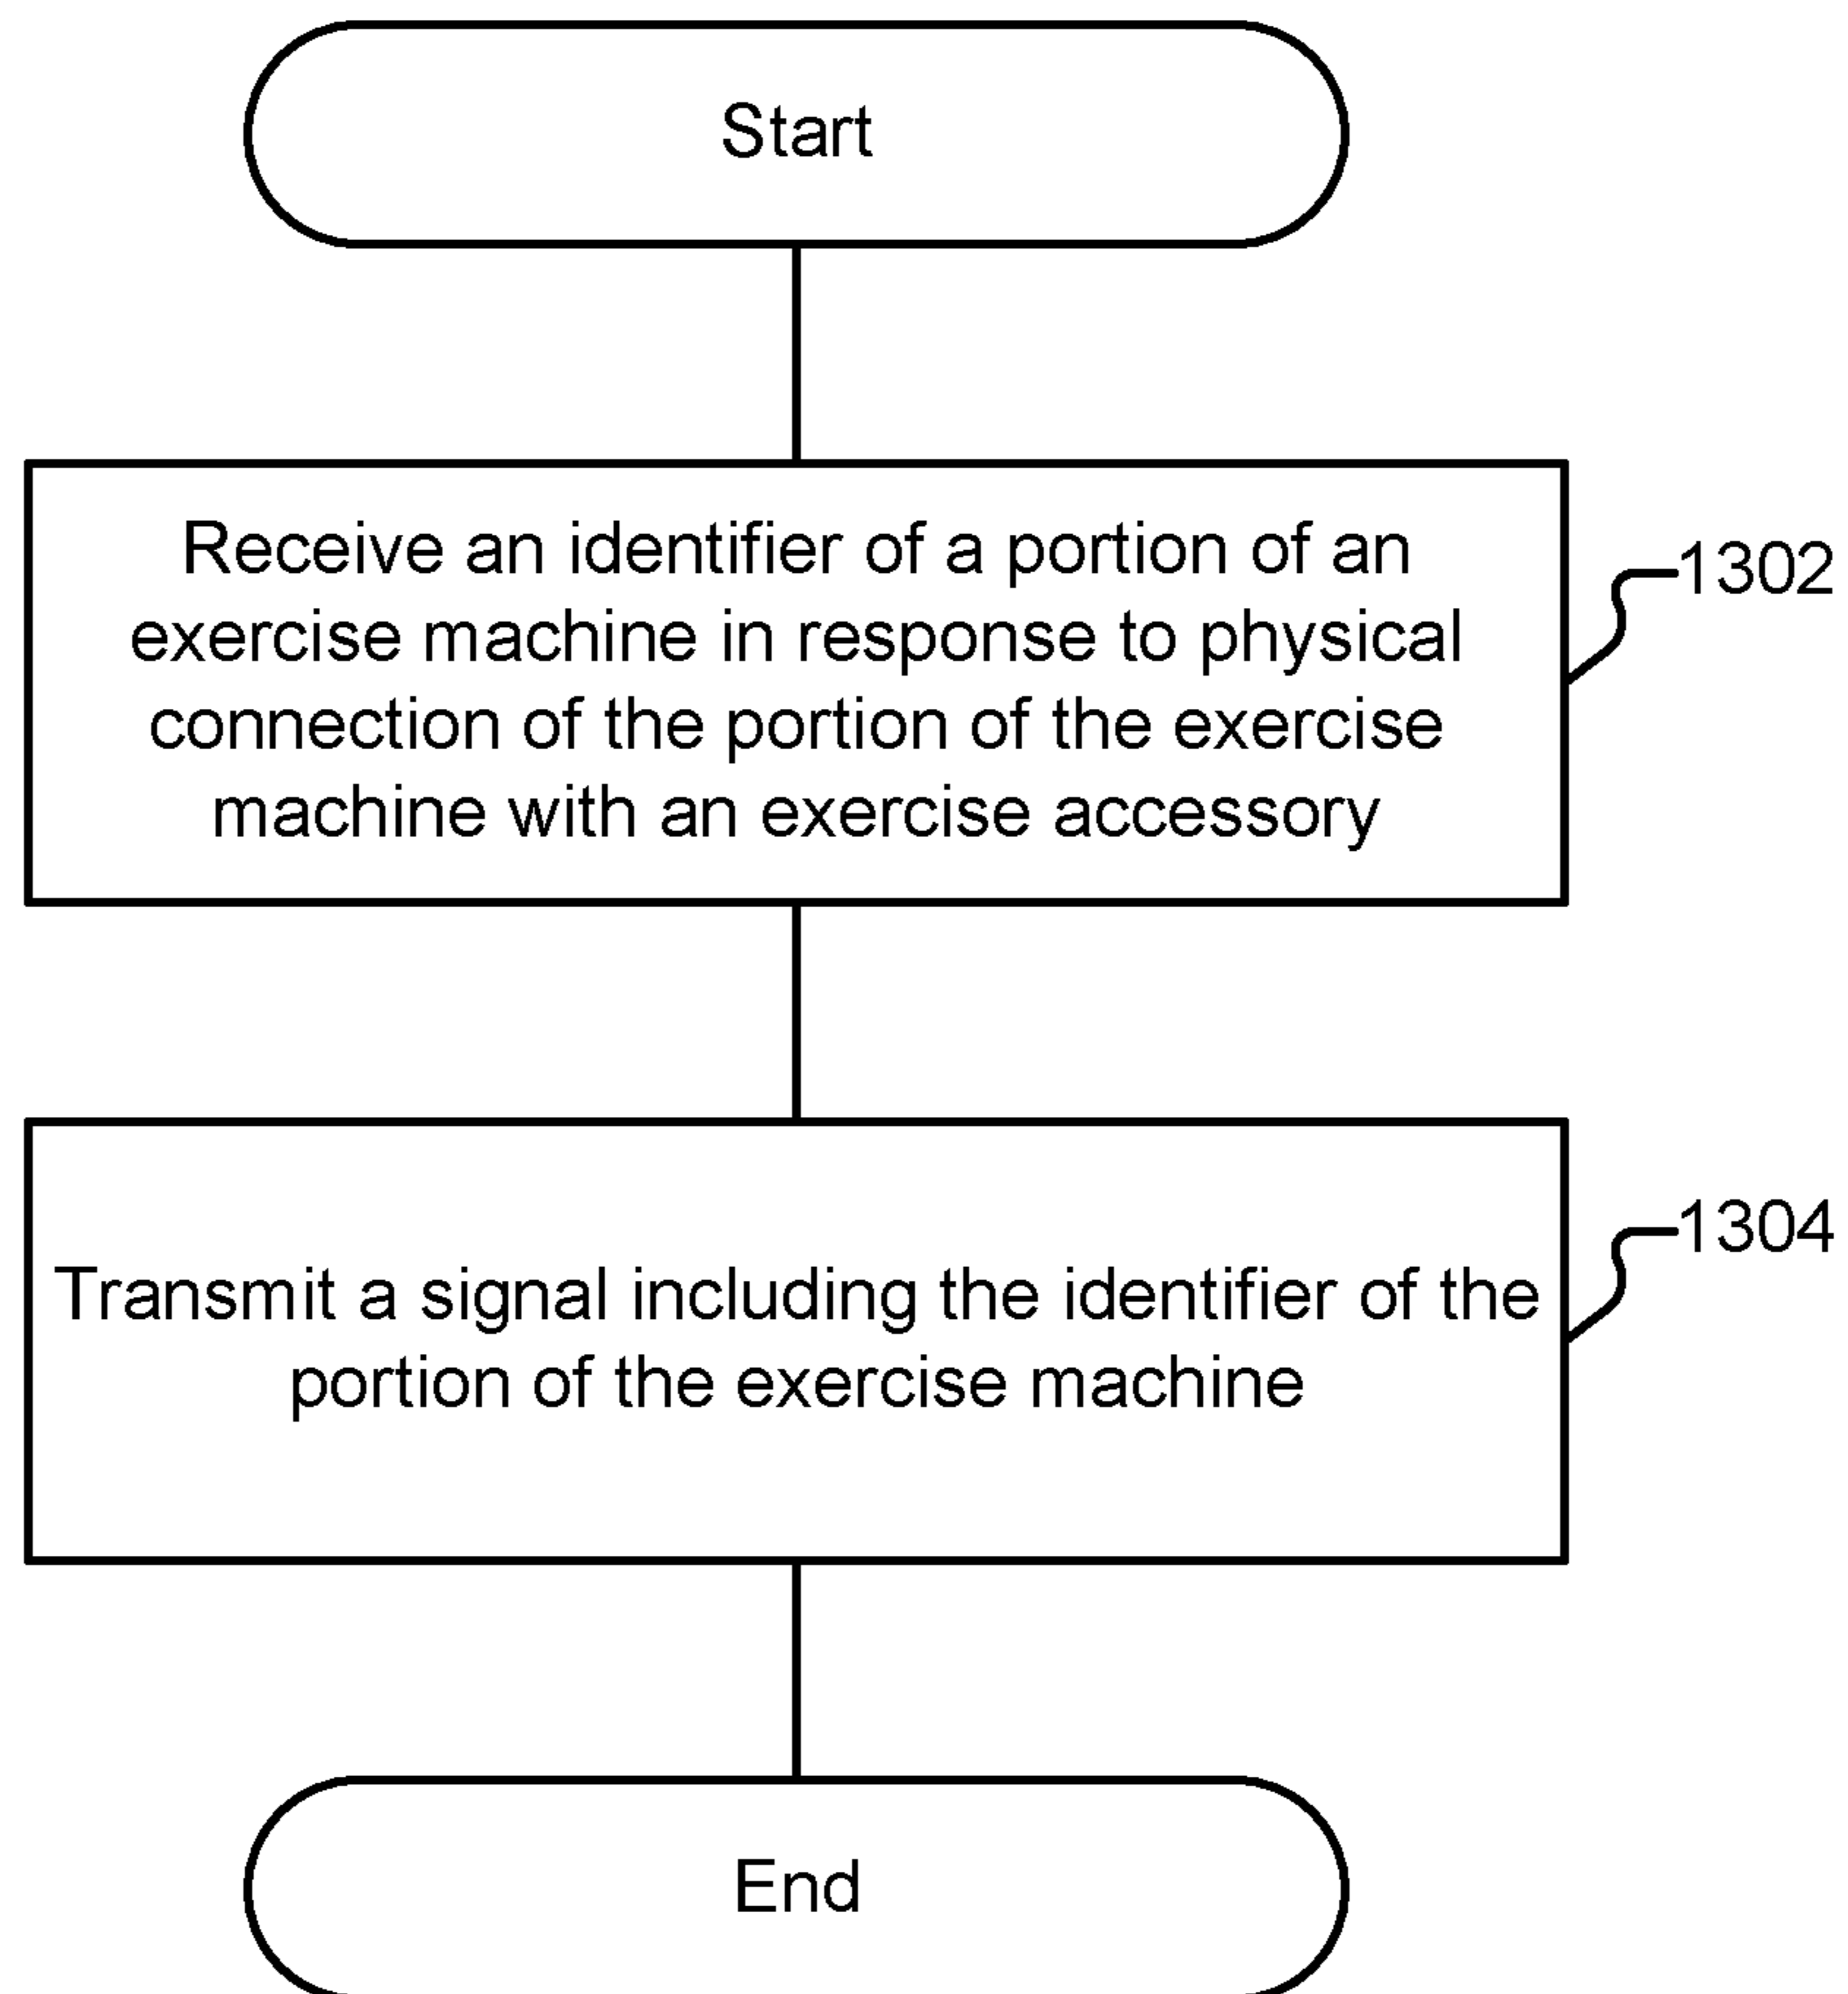 Start
Receive an identifier of a portion of an
exercise machine in response to physical
connection of the portion of the exercise
machine with an exercise accessory
1302
Transmit a signal including the identifier of the
portion of the exercise machine
1304
End